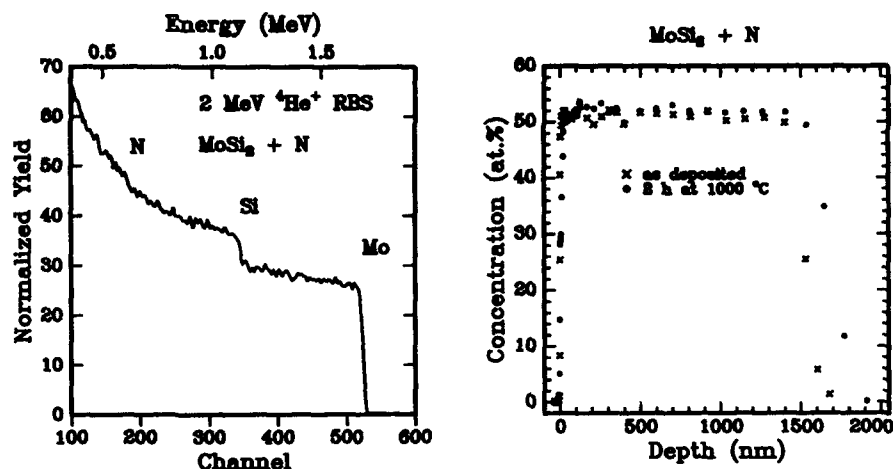 Energy (MeV)
0.5 1.0 1.5
70
60
50
40
30
20
10
0
Normalized Yield
2 MeV ⁴He⁺ RBS
MoSi₂ + N
N
Si
Mo
100 200 300 400 500 600
Channel
MoSi₂ + N
60
50
40
30
20
10
0
Concentration (at.%)
× as deposited
• 2 h at 1000 °C
0 500 1000 1500 2000
Depth (nm)